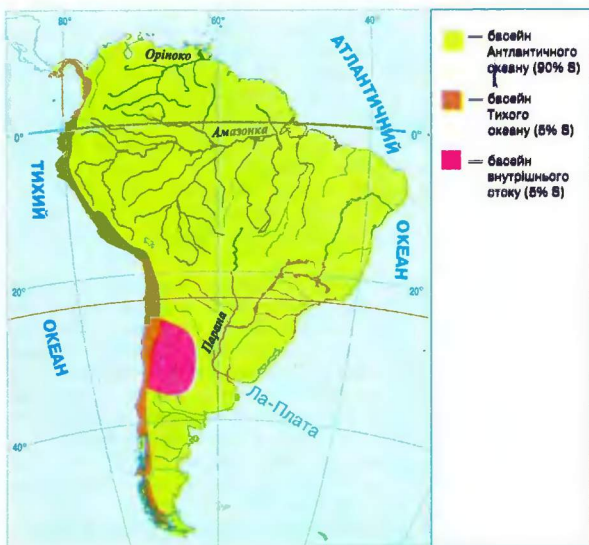 80°
60°
40°
Оріноко
АТЛАНТИЧНИЙ
Амазонка
0°
0°
ТИХИЙ
ОКЕАН
20°
20°
Парана
ОКЕАН
Ла-Плата
40°
— басейн
Антлантичного
океану (90% S)
— басейн
Тихого
океану (5% S)
— басейн
внутрішнього
стоку (5% S)